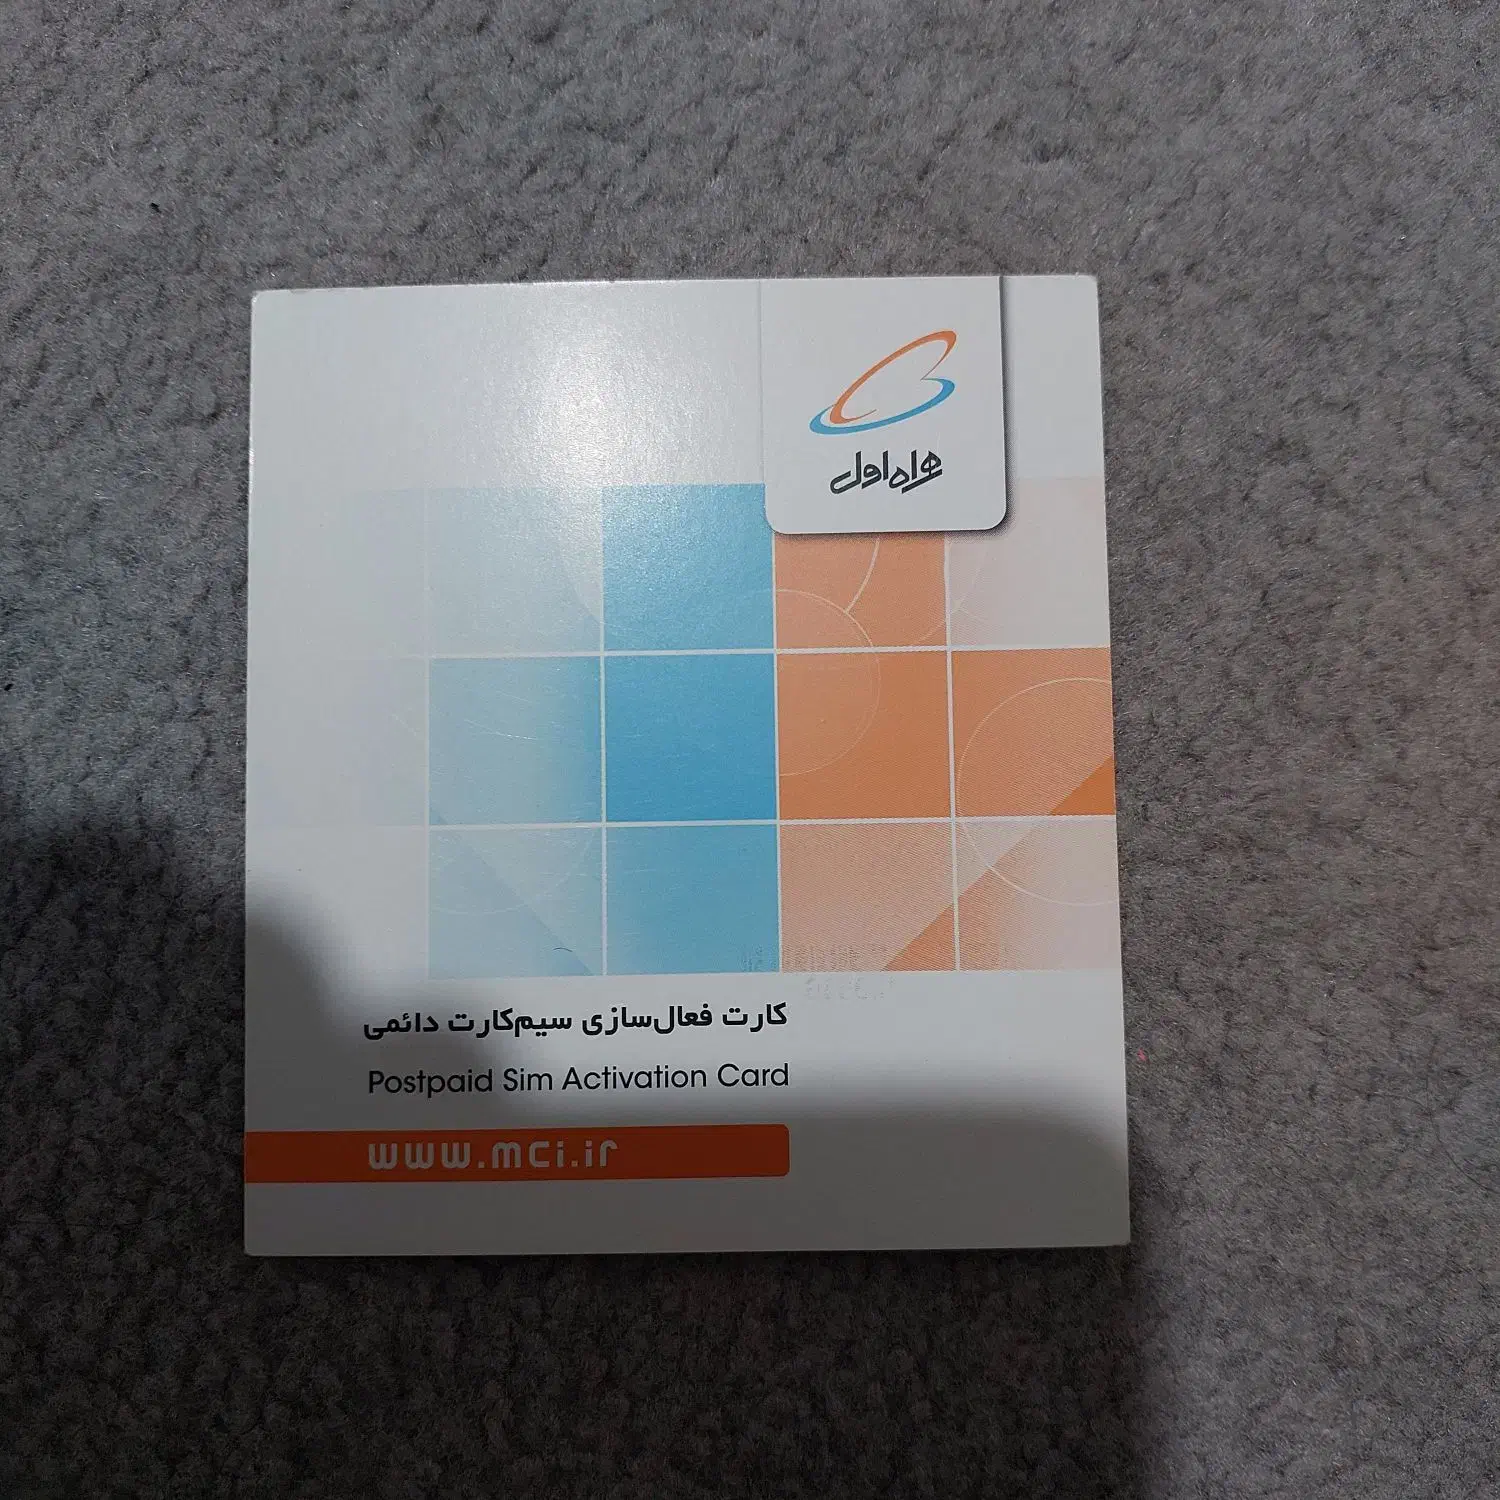 همراه اول
کارت فعال‌سازی سیم‌کارت دائمی
Postpaid Sim Activation Card
www.mci.ir